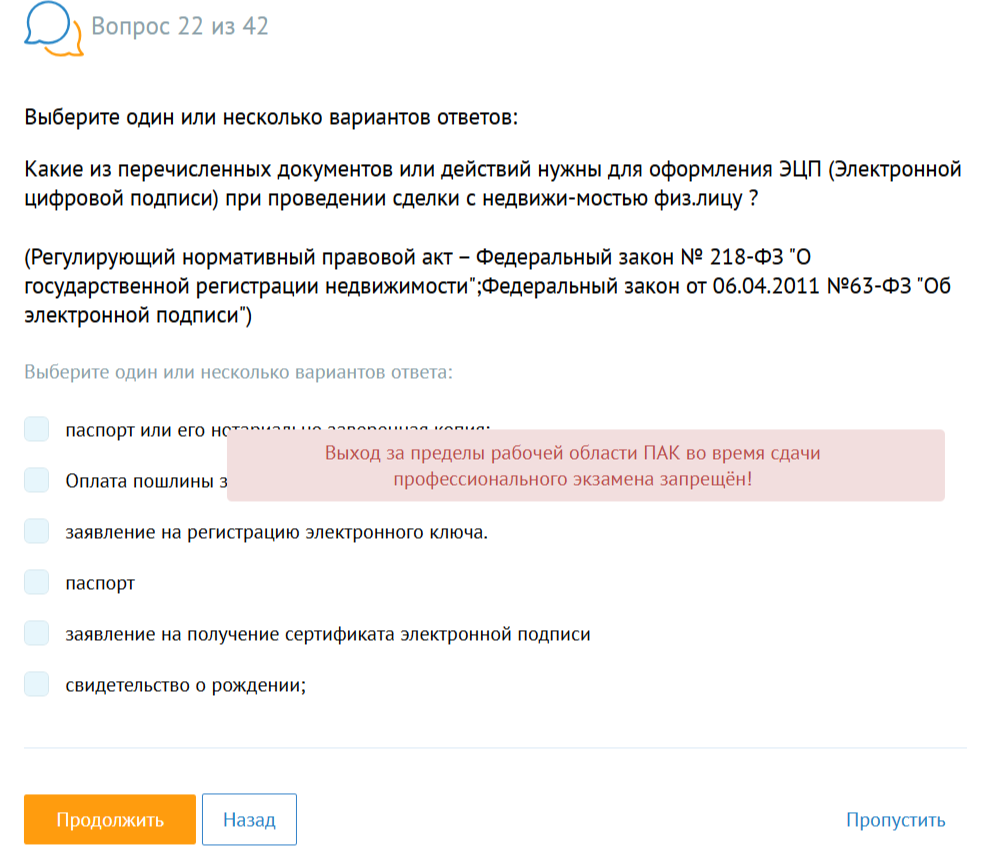 Вопрос 22 из 42
Выберите один или несколько вариантов ответов:
Какие из перечисленных документов или действий нужны для оформления ЭЦП (Электронной
цифровой подписи) при проведении сделки с недвижи-мостью физ.лицу ?
(Регулирующий нормативный правовой акт – Федеральный закон № 218-ФЗ "О
государственной регистрации недвижимости";Федеральный закон от 06.04.2011 №63-ФЗ "Об
электронной подписи")
Выберите один или несколько вариантов ответа:
паспорт или его нотариально заверенная копия;
Выход за пределы рабочей области ПАК во время сдачи
профессионального экзамена запрещён!
Оплата пошлины
заявление на регистрацию электронного ключа.
паспорт
заявление на получение сертификата электронной подписи
свидетельство о рождении;
Продолжить
Назад
Пропустить